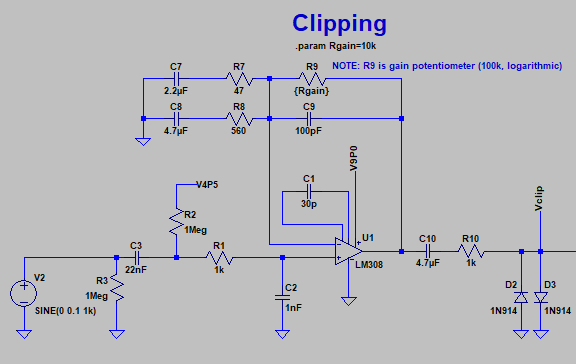 Clipping
.param Rgain=10k
NOTE: R9 is gain potentiometer (100k, logarithmic)
C7
R7
R9
2.2µF
47
{Rgain}
C8
R8
C9
4.7µF
560
100pF
V9P0
C1
30p
V4P5
R2
1Meg
U1
LM308
Vclip
C3
22nF
R1
1k
C10
4.7µF
R10
1k
V2
SINE(0 0.1 1k)
R3
1Meg
C2
1nF
D2
1N914
D3
1N914